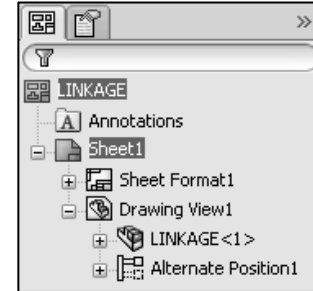 LINKAGE
Annotations
Sheet1
Sheet Format1
Drawing View1
LINKAGE<1>
Alternate Position1